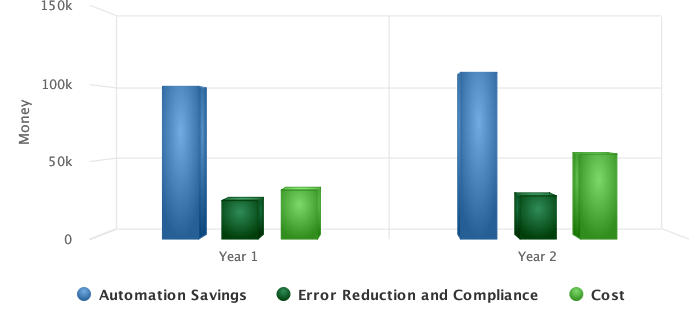 150k
100k
Money
50k
0
Year 1 Year 2
Automation Savings Error Reduction and Compliance Cost